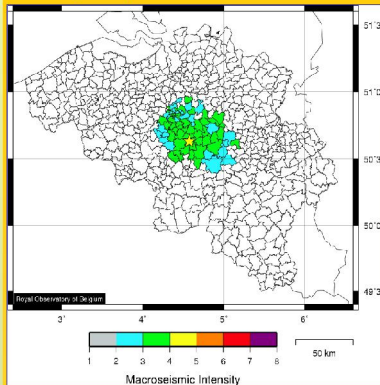 51°3
51°0
50°3
50°0
49°3
Royal Observatory of Belgium
3˚ 4˚ 5˚ 6˚
1 2 3 4 5 6 7 8
50 km
Macroseismic Intensity